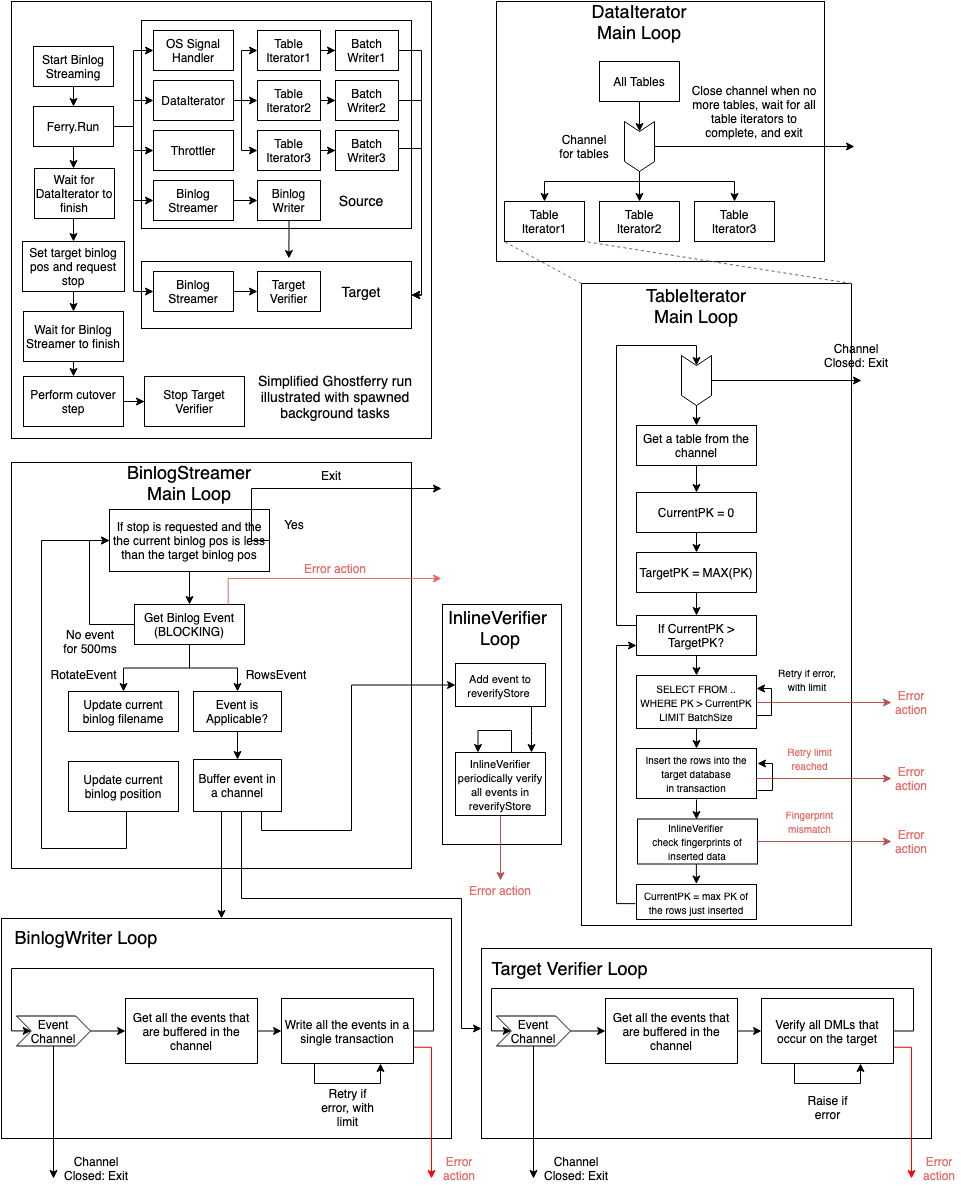 Start Binlog
Streaming
Ferry.Run
Wait for
DataIterator to
finish
Set target binlog
pos and request
stop
Wait for Binlog
Streamer to finish
Perform cutover
step
Stop Target
Verifier
OS Signal
Handler
DataIterator
Throttler
Binlog
Streamer
Table
Iterator1
Table
Iterator2
Table
Iterator3
Binlog
Writer
Batch
Writer1
Batch
Writer2
Batch
Writer3
Source
Binlog
Streamer
Target
Verifier
Target
Simplified Ghostferry run
illustrated with spawned
background tasks
DataIterator
Main Loop
All Tables
Channel
for tables
Close channel when no
more tables, wait for all
table iterators to
complete, and exit
Table
Iterator1
Table
Iterator2
Table
Iterator3
TableIterator
Main Loop
Channel
Closed: Exit
Get a table from the
channel
CurrentPK = 0
TargetPK = MAX(PK)
If CurrentPK >
TargetPK?
SELECT FROM ..
WHERE PK > CurrentPK
LIMIT BatchSize
Retry if error,
with limit
Error
action
Insert the rows into the
target database
in transaction
Retry limit
reached
Error
action
InlineVerifier
check fingerprints of
inserted data
Fingerprint
mismatch
Error
action
CurrentPK = max PK of
the rows just inserted
BinlogStreamer
Main Loop
Exit
If stop is requested and the
the current binlog pos is less
than the target binlog pos
Yes
Error action
Get Binlog Event
(BLOCKING)
No event
for 500ms
RotateEvent
RowsEvent
Update current
binlog filename
Event is
Applicable?
Update current
binlog position
Buffer event in
a channel
InlineVerifier
Loop
Add event to
reverifyStore
InlineVerifier
periodically verify
all events in
reverifyStore
Error action
BinlogWriter Loop
Event
Channel
Get all the events that
are buffered in the
channel
Write all the events in a
single transaction
Retry if
error, with
limit
Channel
Closed: Exit
Error
action
Target Verifier Loop
Event
Channel
Get all the events that
are buffered in the
channel
Verify all DMLs that
occur on the target
Raise if
error
Channel
Closed: Exit
Error
action